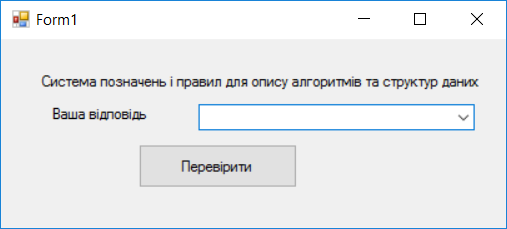 Form1
Система позначень і правил для опису алгоритмів та структур даних
Ваша відповідь
Перевірити